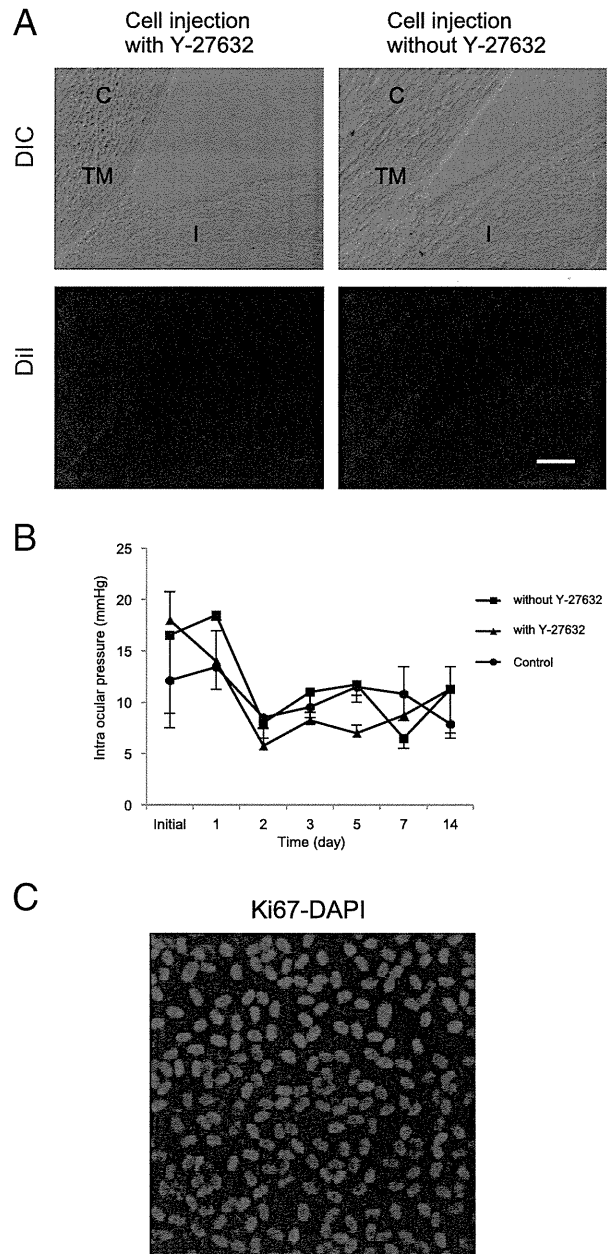 A
Cell injection with Y-27632
Cell injection without Y-27632
DIC
C
TM
I
C
TM
I
DiI
B
Intra ocular pressure (mmHg)
25
20
15
10
5
0
Initial 1 2 3 5 7 14
Time (day)
without Y-27632
with Y-27632
Control
C
Ki67-DAPI